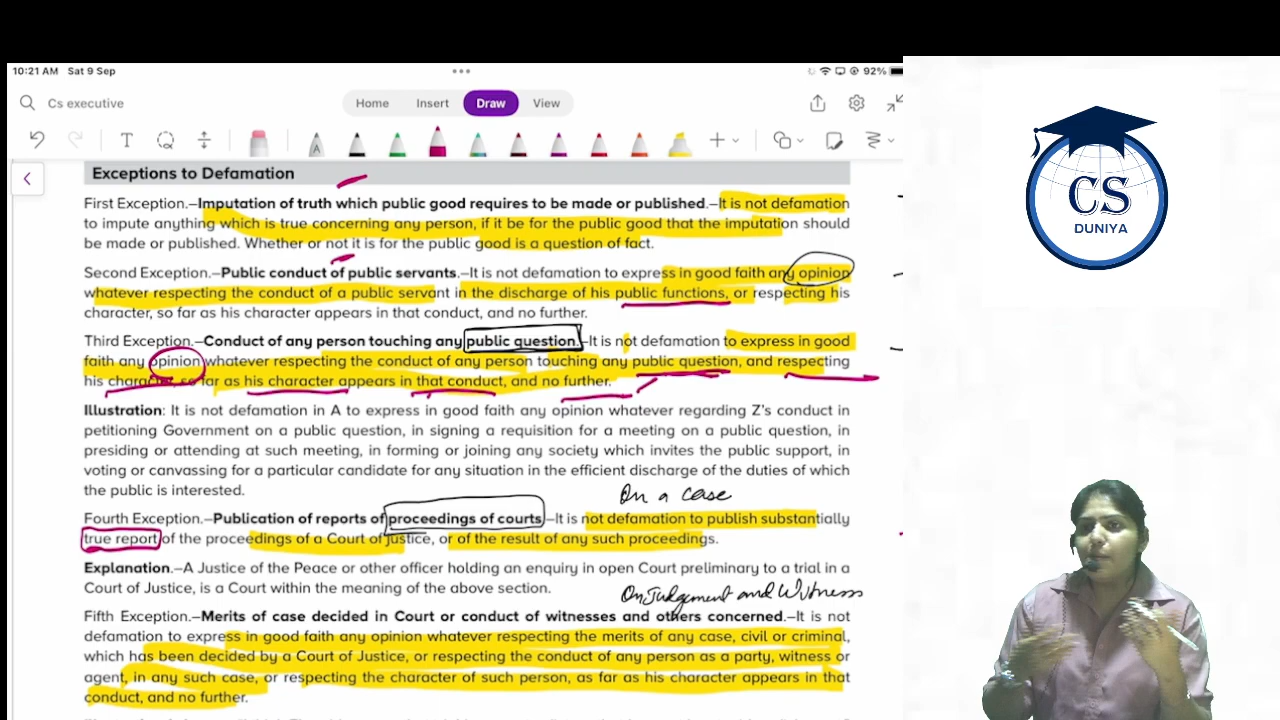 10:21 AM Sat 9 Sep
92%
Cs executive
Home Insert Draw View
Exceptions to Defamation
First Exception.–Imputation of truth which public good requires to be made or published.–It is not defamation
to impute anything which is true concerning any person, if it be for the public good that the imputation should
be made or published. Whether or not it is for the public good is a question of fact.
Second Exception.–Public conduct of public servants.–It is not defamation to express in good faith any opinion
whatever respecting the conduct of a public servant in the discharge of his public functions, or respecting his
character, so far as his character appears in that conduct, and no further.
Third Exception.–Conduct of any person touching any public question.–It is not defamation to express in good
faith any opinion whatever respecting the conduct of any person touching any public question, and respecting
his character, so far as his character appears in that conduct, and no further.
Illustration: It is not defamation in A to express in good faith any opinion whatever regarding Z's conduct in
petitioning Government on a public question, in signing a requisition for a meeting on a public question, in
presiding or attending at such meeting, in forming or joining any society which invites the public support, in
voting or canvassing for a particular candidate for any situation in the efficient discharge of the duties of which
the public is interested.
On a case
Fourth Exception.–Publication of reports of proceedings of courts–It is not defamation to publish substantially
true report of the proceedings of a Court of justice, or of the result of any such proceedings.
Explanation.–A Justice of the Peace or other officer holding an enquiry in open Court preliminary to a trial in a
Court of Justice, is a Court within the meaning of the above section.
On Judgement and Witness
Fifth Exception.–Merits of case decided in Court or conduct of witnesses and others concerned.–It is not
defamation to express in good faith any opinion whatever respecting the merits of any case, civil or criminal,
which has been decided by a Court of Justice, or respecting the conduct of any person as a party, witness or
agent, in any such case, or respecting the character of such person, as far as his character appears in that
conduct, and no further.
CS
DUNIYA